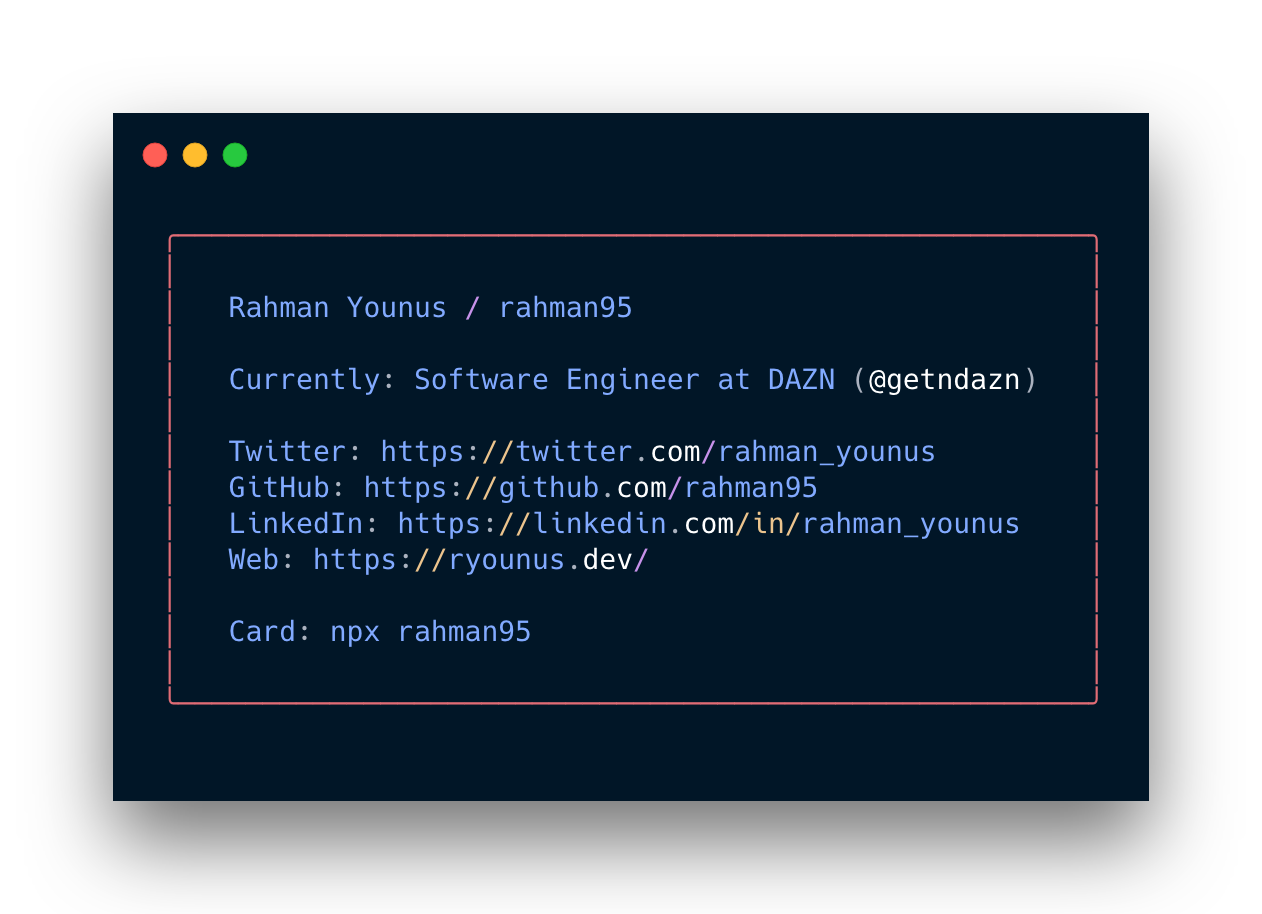 Rahman Younus / rahman95
Currently: Software Engineer at DAZN (@getndazn)
Twitter: https://twitter.com/rahman_younus
GitHub: https://github.com/rahman95
LinkedIn: https://linkedin.com/in/rahman_younus
Web: https://ryounus.dev/
Card: npx rahman95